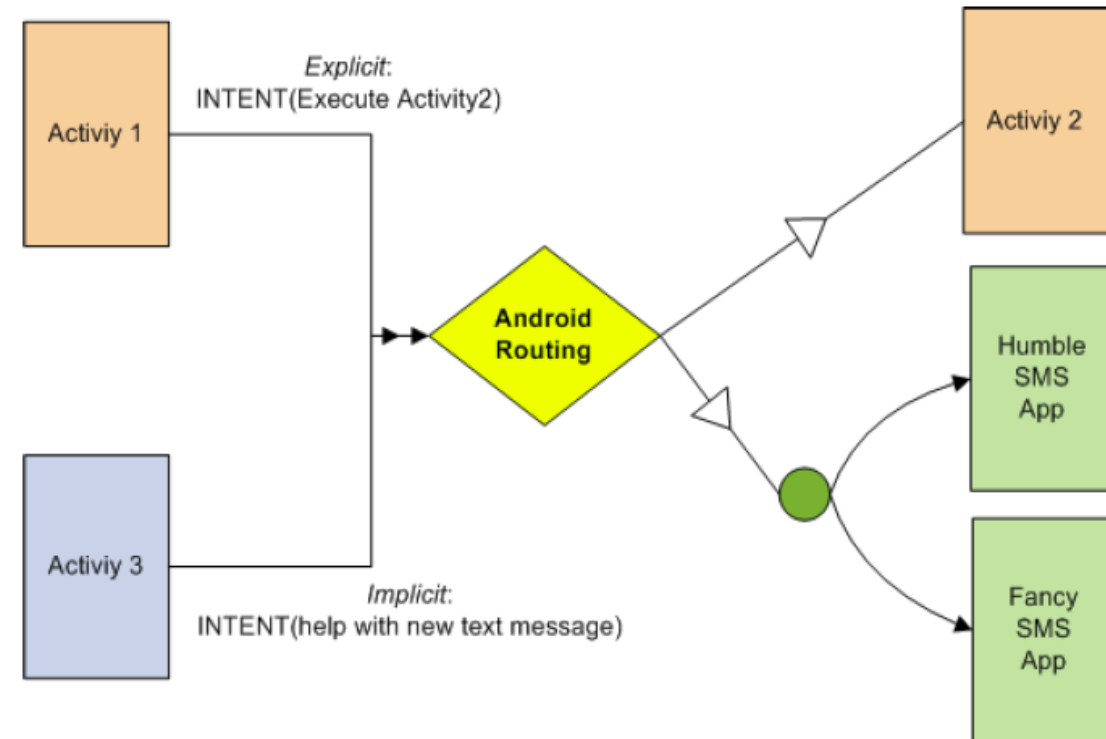 Explicit:
INTENT(Execute Activity2)
Activiy 1
Activiy 2
Android
Routing
Humble
SMS
App
Activiy 3
Implicit:
INTENT(help with new text message)
Fancy
SMS
App